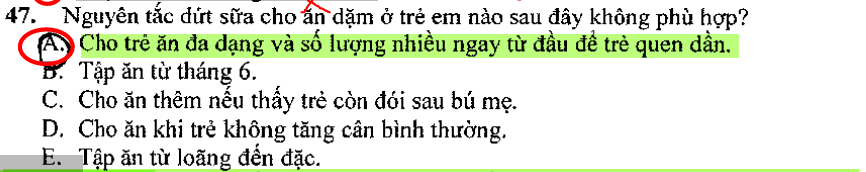 47. Nguyên tắc dứt sữa cho ăn dặm ở trẻ em nào sau đây không phù hợp?
A. Cho trẻ ăn đa dạng và số lượng nhiều ngay từ đầu để trẻ quen dần.
B. Tập ăn từ tháng 6.
C. Cho ăn thêm nếu thấy trẻ còn đói sau bú mẹ.
D. Cho ăn khi trẻ không tăng cân bình thường.
E. Tập ăn từ loãng đến đặc.